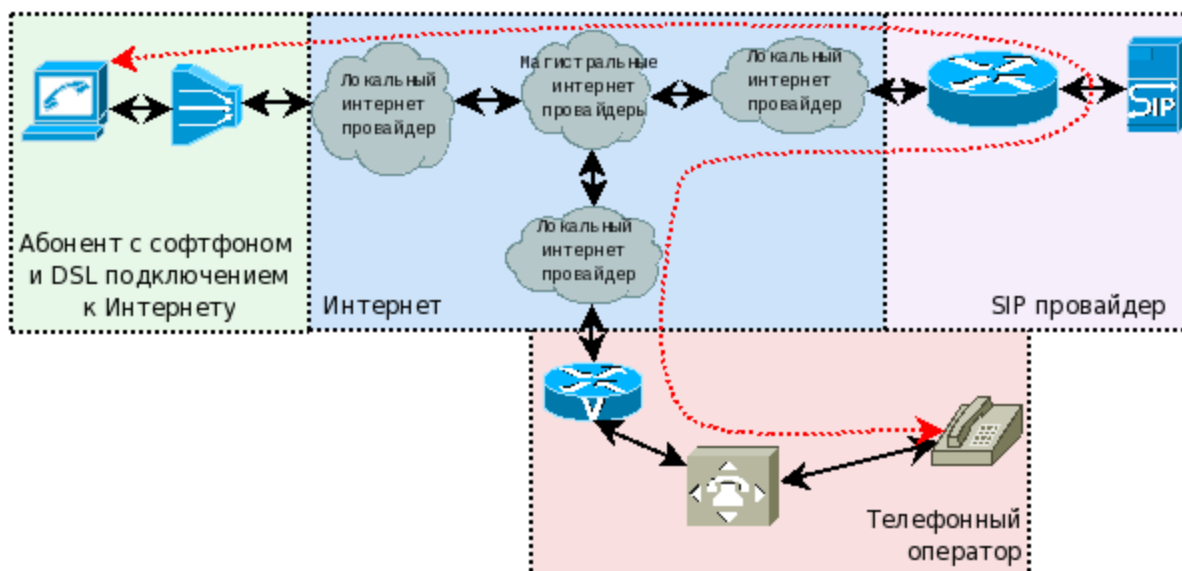 Локальный
интернет
провайдер
Магистральные
интернет
провайдеры
Локальный
интернет
провайдер
SIP
Локальный
интернет
провайдер
Абонент с софтфоном
и DSL подключением
к Интернету
Интернет
SIP провайдер
V
Телефонный
оператор